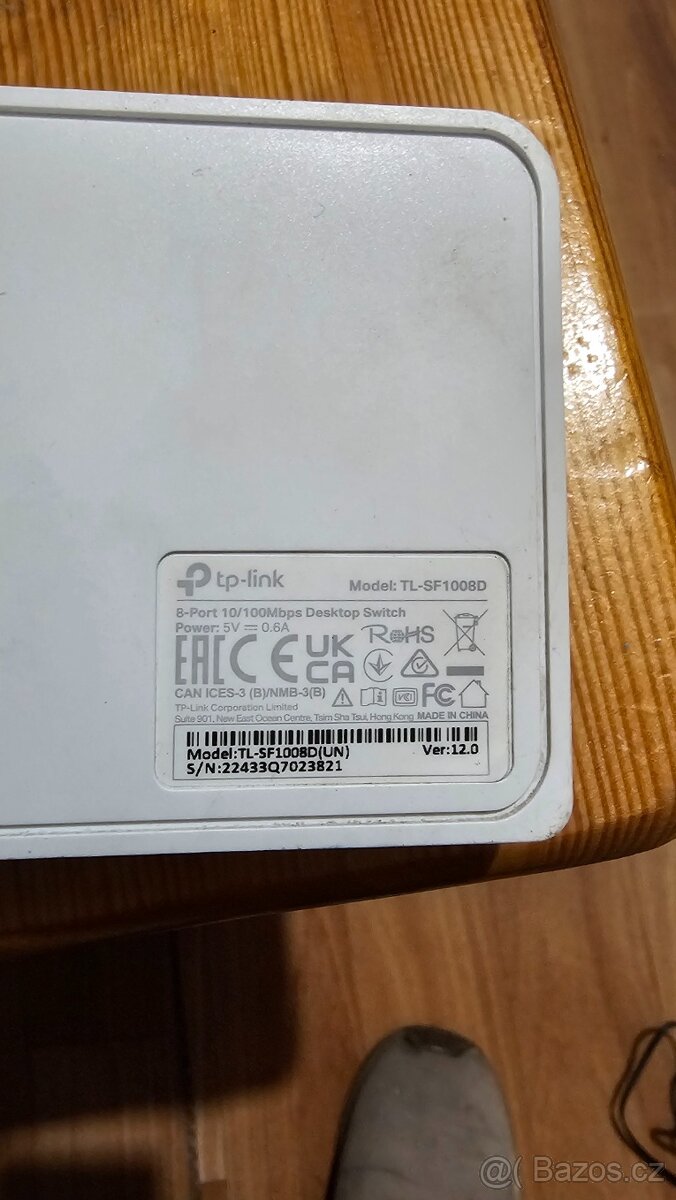 tp-link Model: TL-SF1008D
8-Port 10/100Mbps Desktop Switch
Power: 5V ⎓ 0.6A
EAC CE UK CA RoHS
CAN ICES-3 (B)/NMB-3(B) VCI FC
TP-Link Corporation Limited
Suite 901, New East Ocean Centre, Tsim Sha Tsui, Hong Kong MADE IN CHINA
Model:TL-SF1008D(UN) Ver:12.0
S/N:22433Q7023821
@ Bazos.cz